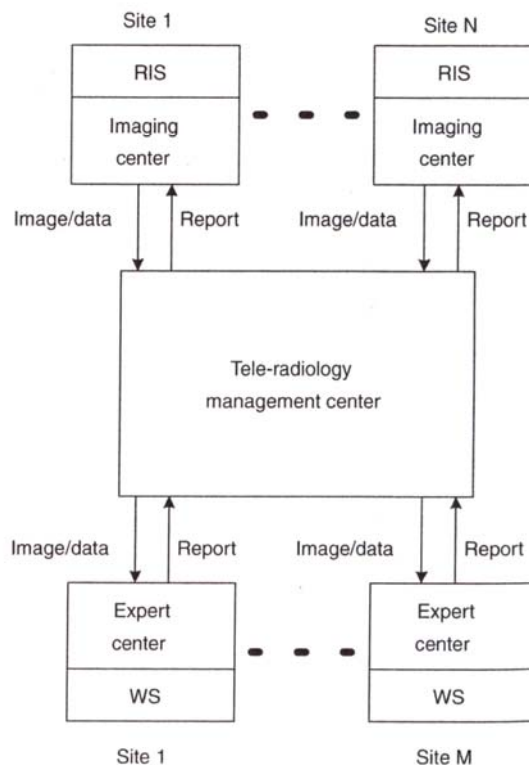 Site 1
Site N
RIS
RIS
Imaging
center
Imaging
center
Image/data
Report
Image/data
Report
Tele-radiology
management center
Image/data
Report
Image/data
Report
Expert
center
Expert
center
WS
WS
Site 1
Site M